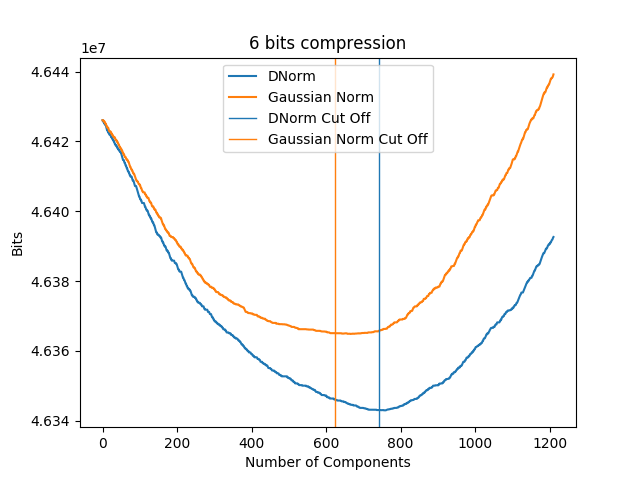 6 bits compression
1e7
4.644
4.642
4.640
4.638
4.636
4.634
Bits
DNorm
Gaussian Norm
DNorm Cut Off
Gaussian Norm Cut Off
0 200 400 600 800 1000 1200
Number of Components